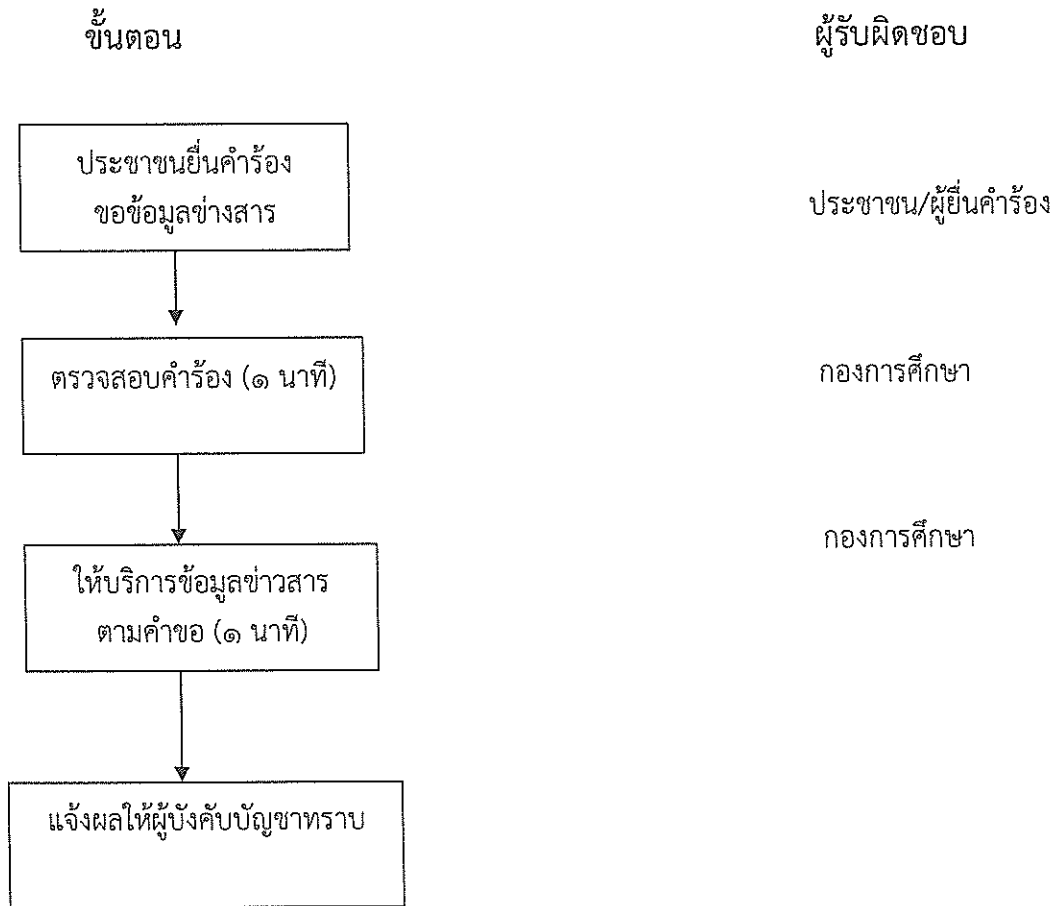 ขั้นตอน
ผู้รับผิดชอบ
ประชาชนยื่นคำร้อง
ขอข้อมูลข่างสาร
ประชาชน/ผู้ยื่นคำร้อง
ตรวจสอบคำร้อง (๑ นาที)
กองการศึกษา
ให้บริการข้อมูลข่าวสาร
ตามคำขอ (๑ นาที)
กองการศึกษา
แจ้งผลให้ผู้บังคับบัญชาทราบ